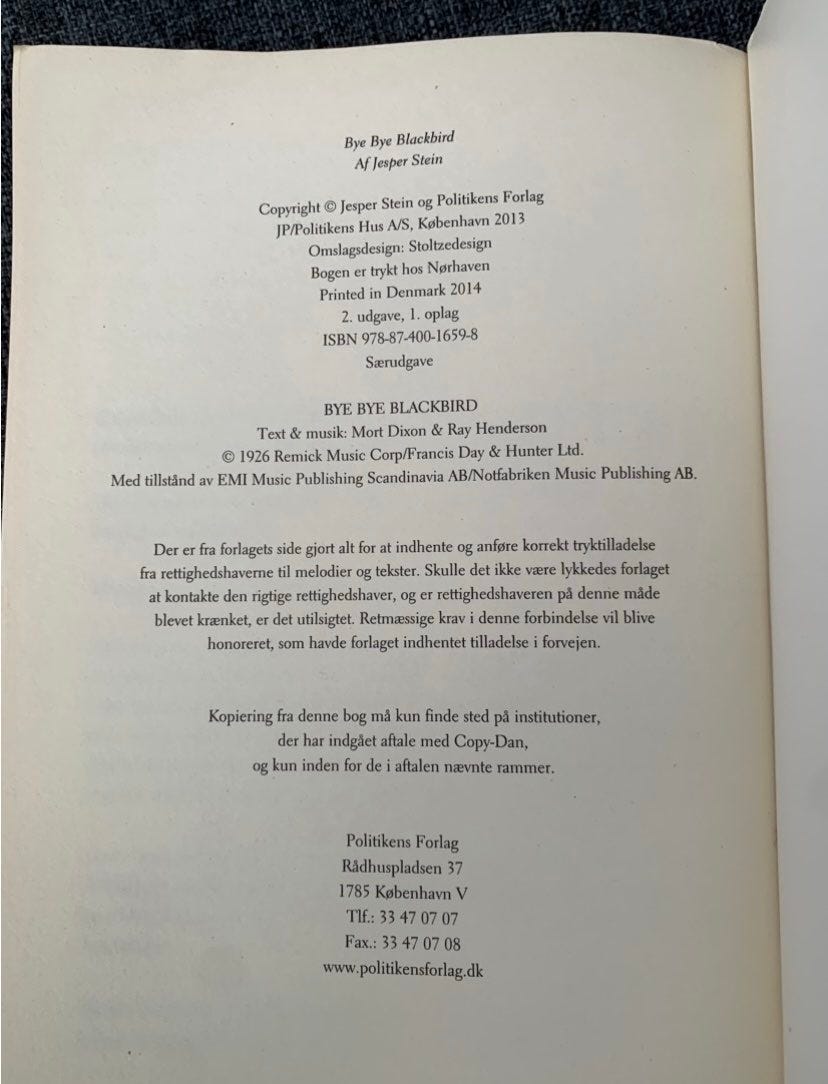 Bye Bye Blackbird
Af Jesper Stein
Copyright © Jesper Stein og Politikens Forlag
JP/Politikens Hus A/S, København 2013
Omslagsdesign: Stoltzedesign
Bogen er trykt hos Nørhaven
Printed in Denmark 2014
2. udgave, 1. oplag
ISBN 978-87-400-1659-8
Særudgave
BYE BYE BLACKBIRD
Text & musik: Mort Dixon & Ray Henderson
© 1926 Remick Music Corp/Francis Day & Hunter Ltd.
Med tillstånd av EMI Music Publishing Scandinavia AB/Notfabriken Music Publishing AB.
Der er fra forlagets side gjort alt for at indhente og anføre korrekt tryktilladelse
fra rettighedshaverne til melodier og tekster. Skulle det ikke være lykkedes forlaget
at kontakte den rigtige rettighedshaver, og er rettighedshaveren på denne måde
blevet krænket, er det utilsigtet. Retmæssige krav i denne forbindelse vil blive
honoreret, som havde forlaget indhentet tilladelse i forvejen.
Kopiering fra denne bog må kun finde sted på institutioner,
der har indgået aftale med Copy-Dan,
og kun inden for de i aftalen nævnte rammer.
Politikens Forlag
Rådhuspladsen 37
1785 København V
Tlf.: 33 47 07 07
Fax.: 33 47 07 08
www.politikensforlag.dk